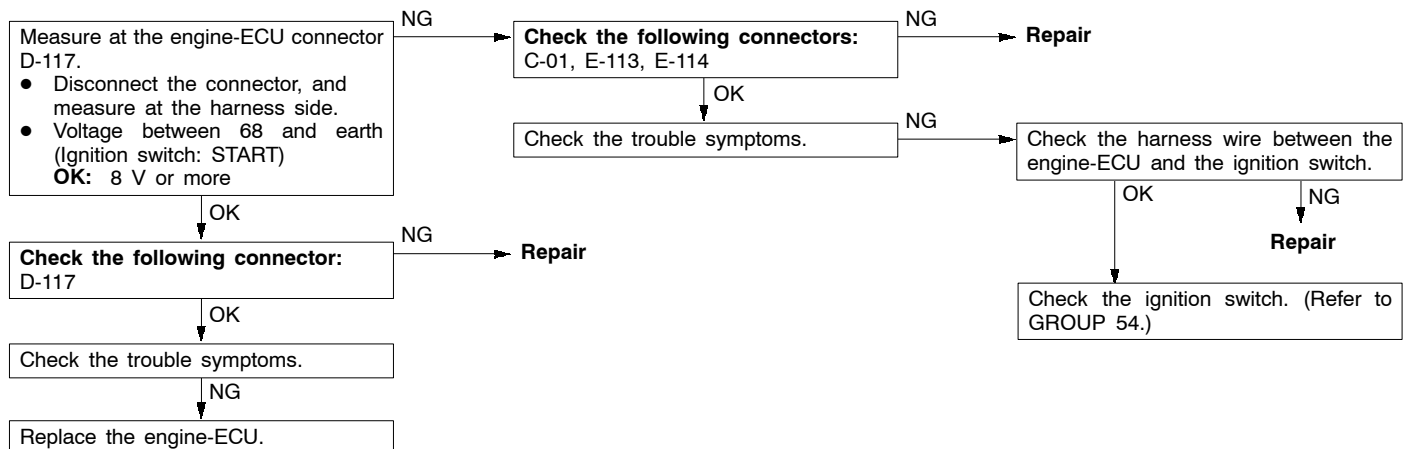 Measure at the engine-ECU connector
D-117.
● Disconnect the connector, and
measure at the harness side.
● Voltage between 68 and earth
(Ignition switch: START)
OK: 8 V or more
NG
Check the following connectors:
C-01, E-113, E-114
NG
Repair
OK
Check the trouble symptoms.
NG
Check the harness wire between the
engine-ECU and the ignition switch.
OK
NG
Repair
Check the ignition switch. (Refer to
GROUP 54.)
OK
Check the following connector:
D-117
NG
Repair
OK
Check the trouble symptoms.
NG
Replace the engine-ECU.